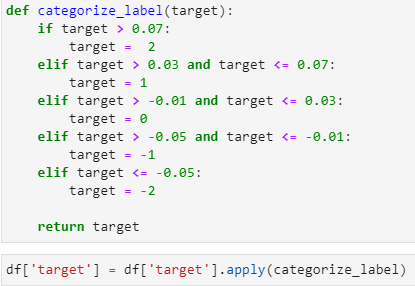 def categorize_label(target):
    if target > 0.07:
        target =  2
    elif target > 0.03 and target <= 0.07:
        target = 1
    elif target > -0.01 and target <= 0.03:
        target = 0
    elif target > -0.05 and target <= -0.01:
        target = -1
    elif target <= -0.05:
        target = -2

    return target

df['target'] = df['target'].apply(categorize_label)